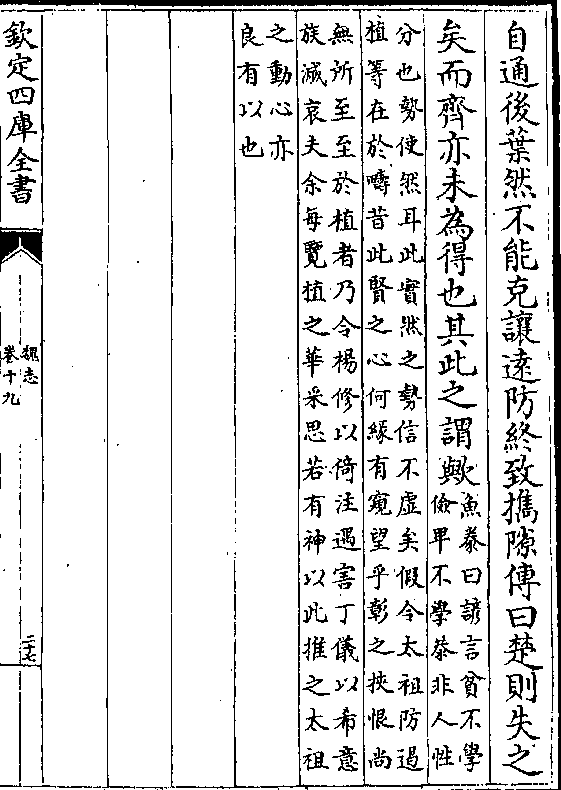 自通後葉然不能克讓遠防終致擕隙傳曰楚則失之
矣而齊亦未為得也其此之謂歟
魚豢曰諺言貧不學
儉卑不學恭非人性
分也勢使然耳此實然之勢信不虛矣假令太祖防遏
植等在於疇昔此賢之心何緣有窺望乎彰之挾恨尚
無所至至於植者乃令楊修以倚注遇害丁儀以希意
族滅哀夫余每覽植之華采思若有神以此推之太祖
之動心亦
良有以也
欽定四庫全書
魏志
卷十九
二十七